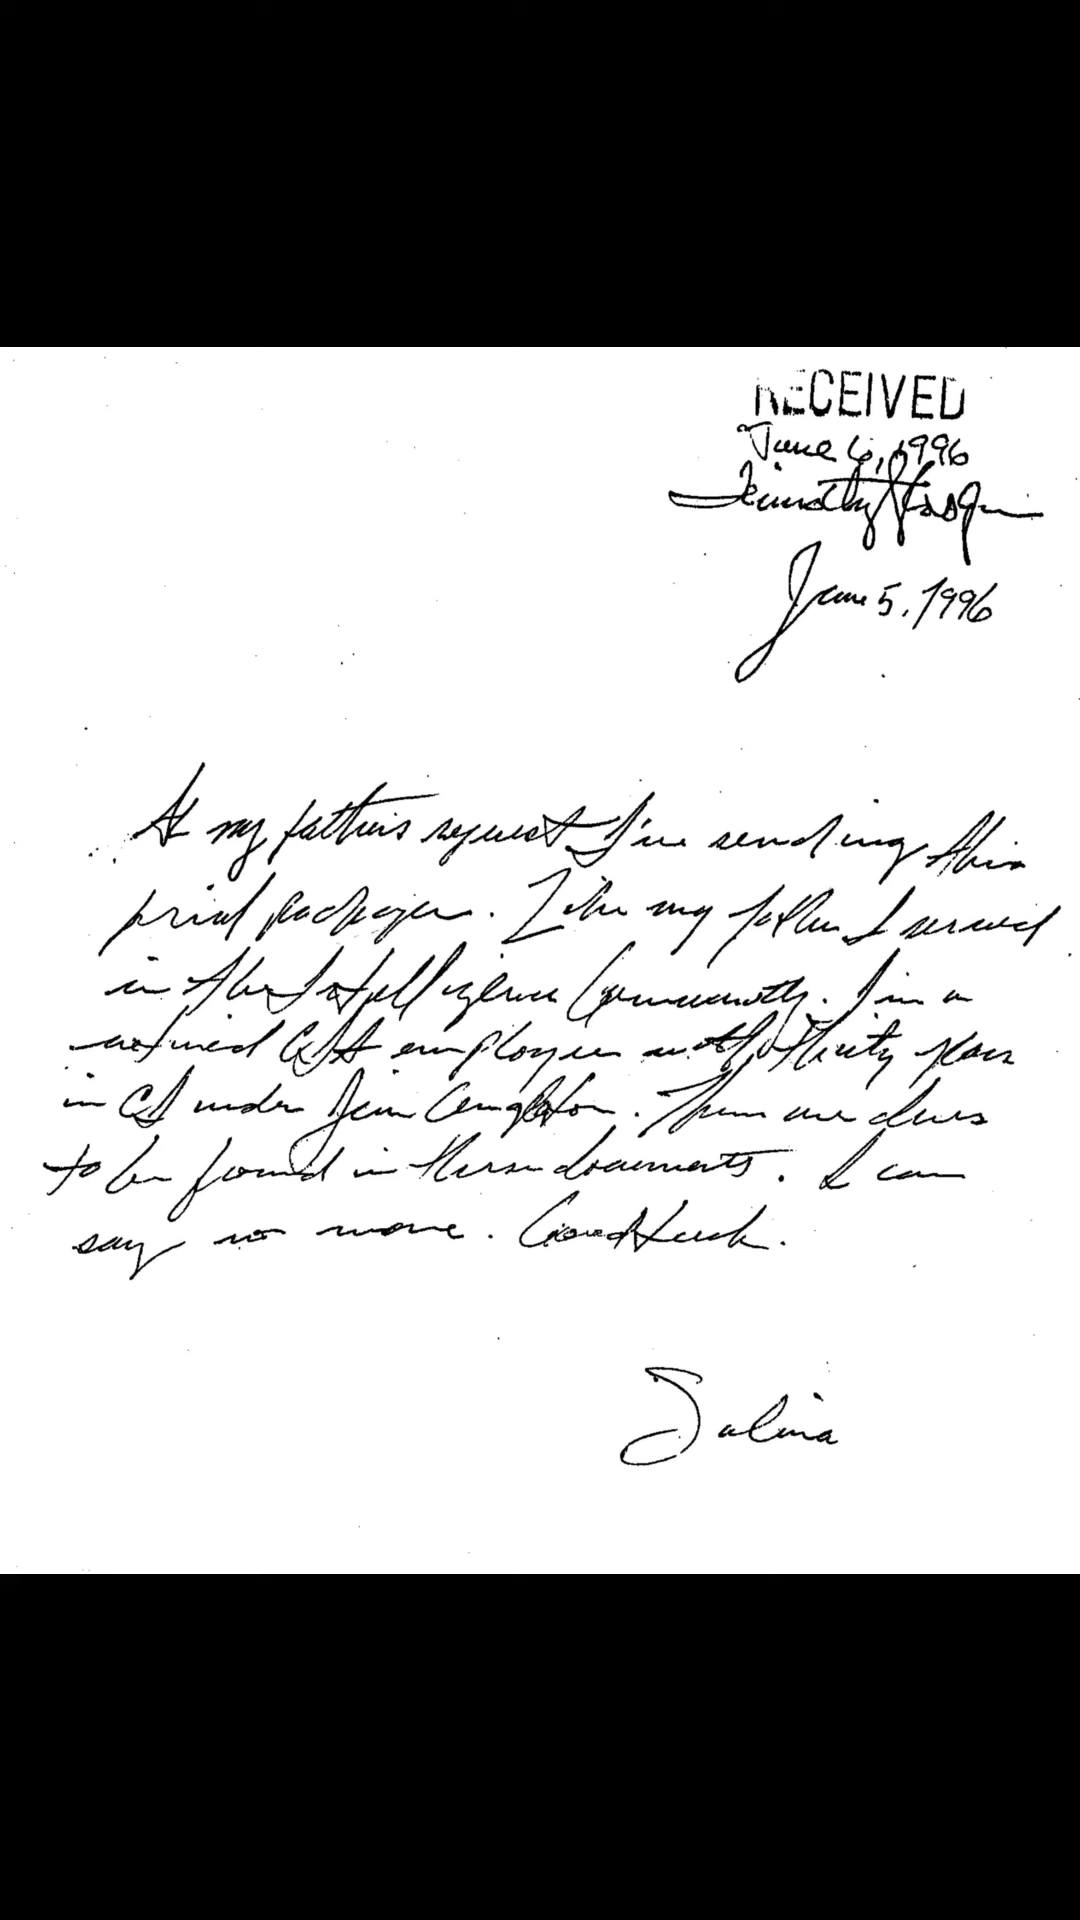 RECEIVED
June 6, 1996
Timothy
June 5, 1996
At my father's request I'm sending this
package. Like my father I served
in the Intelligence Community. I'm a
retired CIA employee with thirty years
in CI under Jim Angleton. There are clues
to be found in these documents. I can
say no more. Good Luck.
Salina